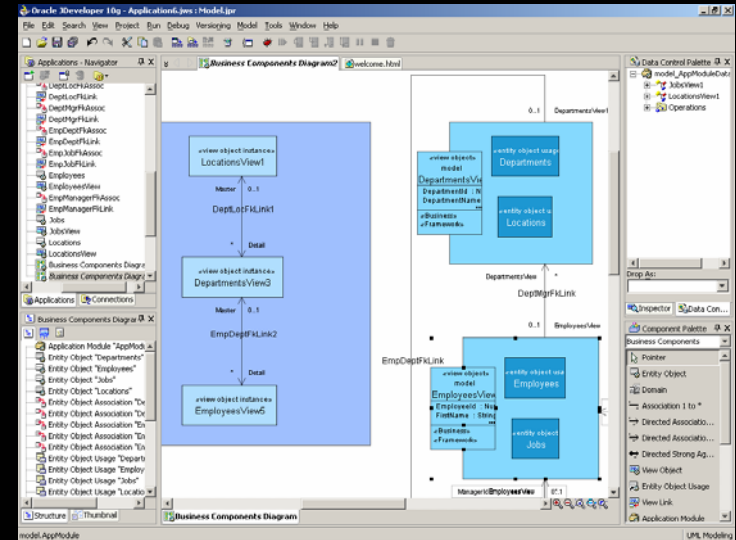 Oracle JDeveloper 10g - Application6.jws : Model.jpr
File Edit Search View Project Run Debug Versioning Model Tools Window Help
Applications - Navigator
DeptLocFkAssoc
DeptLocFkLink
DeptMgrFkAssoc
DeptMgrFkLink
EmpDeptFkAssoc
EmpDeptFkLink
EmpJobFkAssoc
EmpJobFkLink
Employees
EmployeesView
EmpManagerFkAssoc
EmpManagerFkLink
Jobs
JobsView
Locations
LocationsView
Business Components Diagra
Business Components Diagra
Applications Connections
Business Components Diagrar
Application Module "AppModu
Entity Object "Departments"
Entity Object "Employees"
Entity Object "Jobs"
Entity Object "Locations"
Entity Object Association "De
Entity Object Association "De
Entity Object Association "Em
Entity Object Association "Em
Entity Object Association "Em
Entity Object Usage "Departm
Entity Object Usage "Employ
Entity Object Usage "Jobs"
Entity Object Usage "Locatio
Structure Thumbnail
model.AppModule
Business Components Diagram2 welcome.html
«view object instance»
LocationsView1
Master 0..1
DeptLocFkLink1
* Detail
«view object instance»
DepartmentsView3
Master 0..1
EmpDeptFkLink2
* Detail
«view object instance»
EmployeesView5
0..1 DepartmentsView1
«entity object usag
Departments
«view object»
model
DepartmentsVie
DepartmentId : N
DepartmentName
«Business»
«Framework»
«entity object u
Locations
DepartmentsView *
DeptMgrFkLink
0..1 EmployeesView
EmpDeptFkLink
«view object»
model
EmployeesView
EmployeeId : Nu
FirstName : String
«Business»
«Framework»
«entity object usa
Employees
«entity object
Jobs
ManagerIdEmployeesView 0..1
Business Components Diagram
Data Control Palette
model_AppModuleData
JobsView1
LocationsView1
Operations
Drop As:
Inspector Data Con...
Component Palette
Business Components
Pointer
Entity Object
Domain
Association 1 to *
Directed Associatio...
Directed Associatio...
Directed Strong Ag...
View Object
Entity Object Usage
View Link
Application Module
UML Modeling